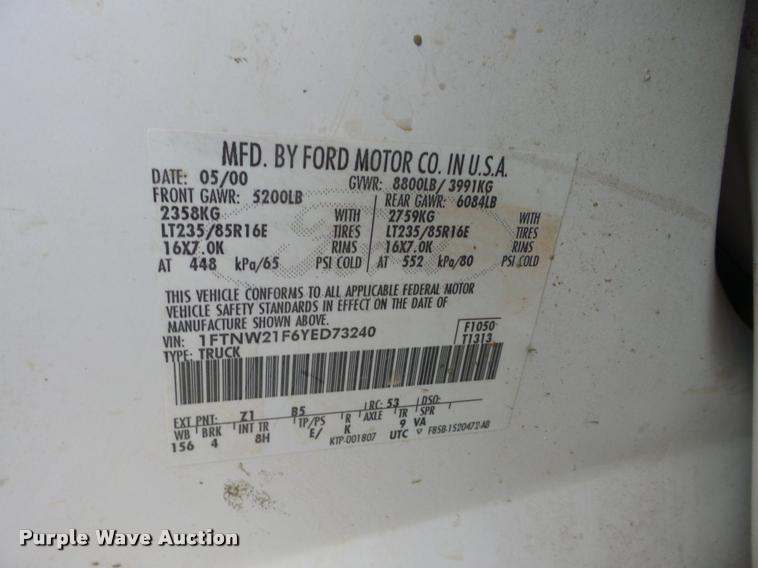 MFD. BY FORD MOTOR CO. IN U.S.A.
DATE: 05/00 GVWR: 8800LB/ 3991KG
FRONT GAWR: 5200LB REAR GAWR: 6084LB
2358KG WITH 2759KG WITH
LT235/85R16E TIRES LT235/85R16E TIRES
16X7.0K RIMS 16X7.0K RIMS
AT 448 kPa/65 PSI COLD AT 552 kPa/80 PSI COLD
THIS VEHICLE CONFORMS TO ALL APPLICABLE FEDERAL MOTOR
VEHICLE SAFETY STANDARDS IN EFFECT ON THE DATE OF
MANUFACTURE SHOWN ABOVE.
VIN: 1FTNW21F6YED73240 F1050
TYPE: TRUCK T1313
EXT PNT: Z1 B5 RC: 53 DSO:
WB BRK INT TR TP/PS R AXLE TR SPR
156 4 8H E/ K 9 VA
KTP-001807 UTC F85B-1520472-AB
Purple Wave Auction